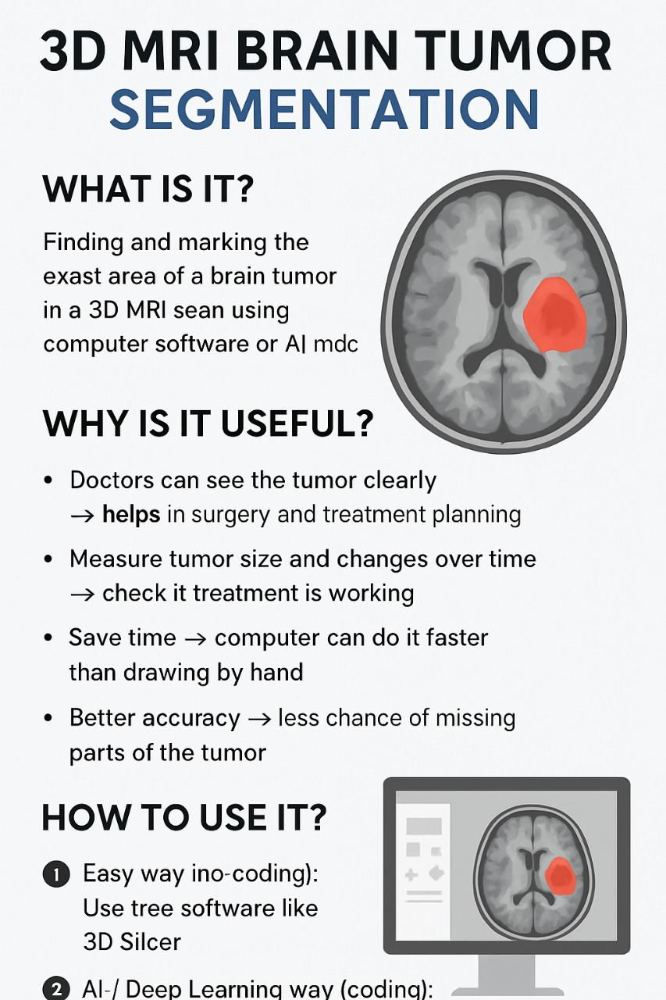 3D MRI BRAIN TUMOR
SEGMENTATION
WHAT IS IT?
Finding and marking the
exast area of a brain tumor
in a 3D MRI sean using
computer software or AI mdc
WHY IS IT USEFUL?
• Doctors can see the tumor clearly
→ helps in surgery and treatment planning
• Measure tumor size and changes over time
→ check it treatment is working
• Save time → computer can do it faster
than drawing by hand
• Better accuracy → less chance of missing
parts of the tumor
HOW TO USE IT?
1 Easy way ino-coding):
Use tree software like
3D Silcer
2 AI-/ Deep Learning way (coding):